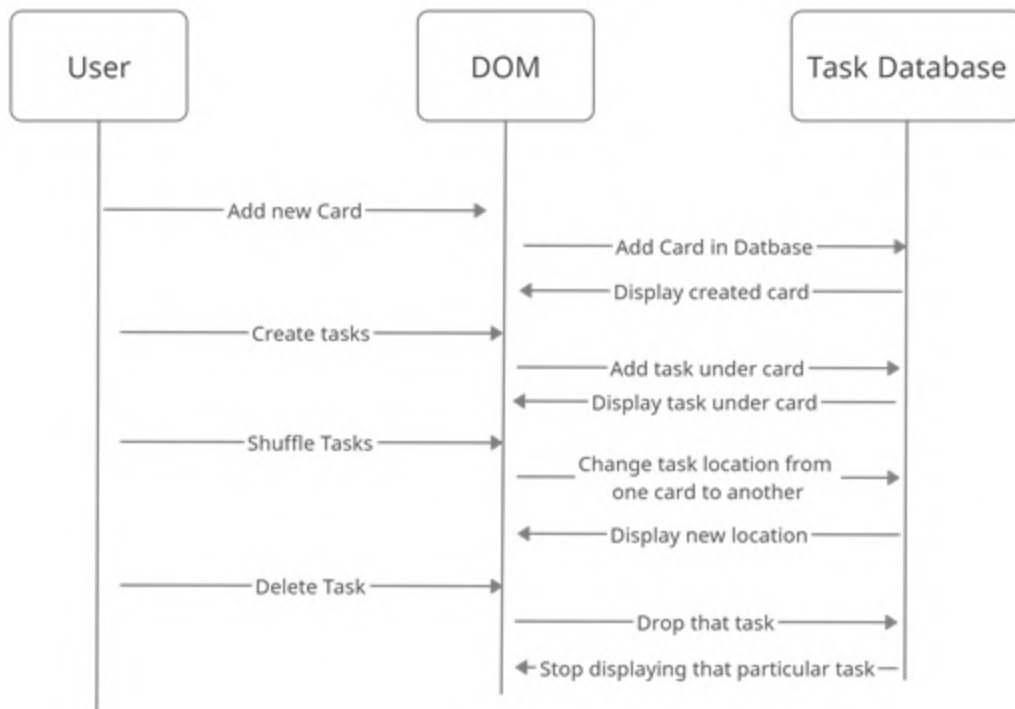 User
DOM
Task Database
Add new Card
Add Card in Datbase
Display created card
Create tasks
Add task under card
Display task under card
Shuffle Tasks
Change task location from
one card to another
Display new location
Delete Task
Drop that task
Stop displaying that particular task